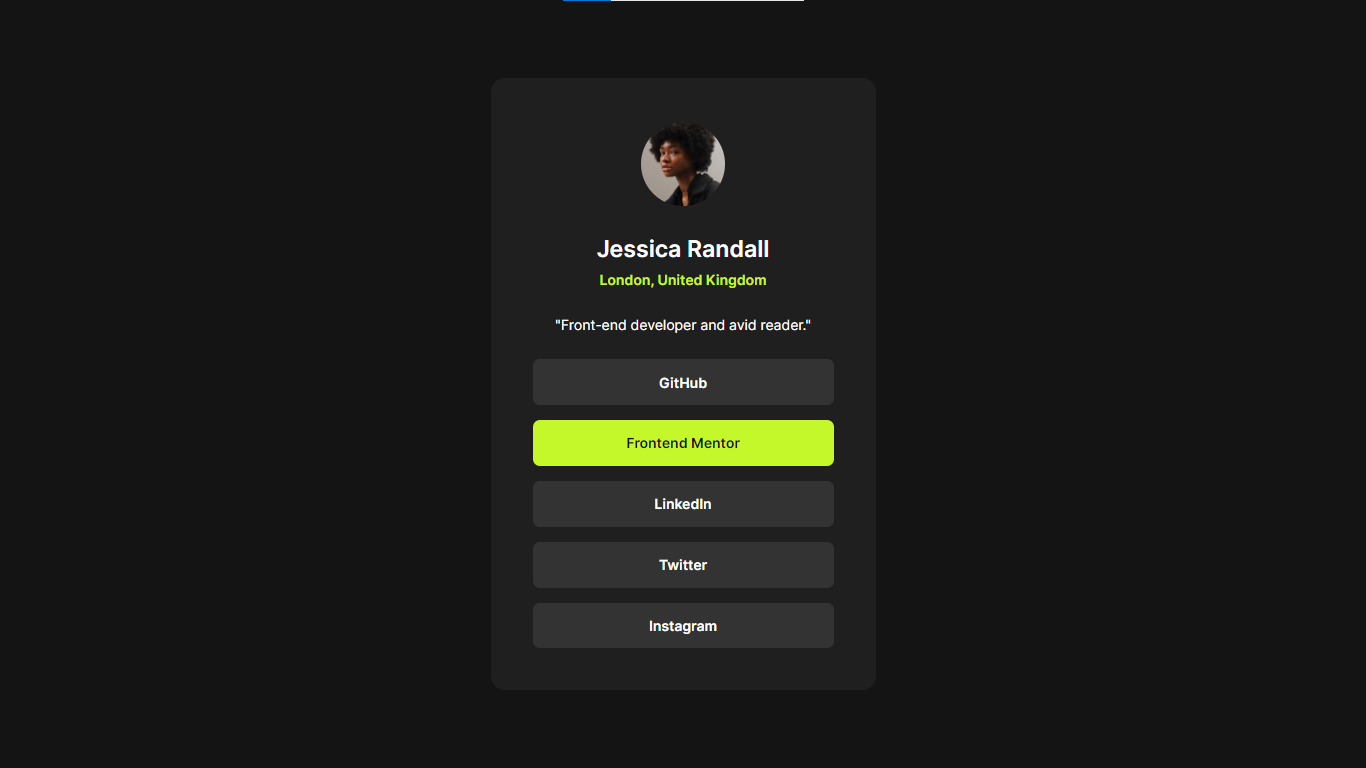 Jessica Randall
London, United Kingdom
"Front-end developer and avid reader."
GitHub
Frontend Mentor
LinkedIn
Twitter
Instagram